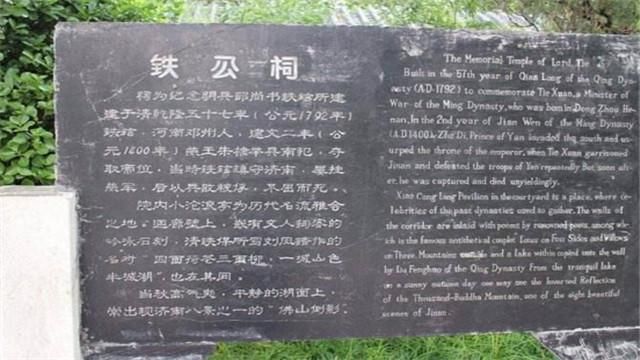 铁公祠
祠为纪念明兵部尚书铁铉所建
建于清乾隆五十七年（公元1792年）
铁铉，河南邓州人，建文二年（公
元1400年）燕王朱棣举兵南犯，夺
取帝位，当时铁铉镇守济南，屡挫
燕军，后以兵败被俘，不屈而死。
院内小沧浪亭为历代名流雅合
之地。迴廊壁上，嵌有文人词客的
吟咏石刻，清铁保所写刘凤诰作的
名对"四面荷花三面柳，一城山色
半城湖"也在其间。
当秋高气爽，平静的湖面上，
常出现济南八景之一的"佛山倒影。
The Memorial Temple of Lord Tie
Built in the 57th year of Qian Long of the Qing Dy-
nasty (A.D.1792) to commemorate Tie Xuan, a Minister of
War of the Ming Dynasty, who was born in Dong Zhou He-
nan, In the 2nd year of Jian Wen of the Ming Dynasty
(A.D.1400), Zhe Di, Prince of Yan invaded the south and us-
urped the throne of the emperor, when Tie Xuan garrisoned
Jinan and defeated the troops of Yan repeatedly But soon aft-
er, he was captured and died unyieldingly.
Xiao Cang Lang Pavilion in the courtyard is a place, where ce-
lebrities of the past dynasties used to gather. The walls of
the corridor are inlaid with poems by renowned poets, among wh-
ich is the famous antithetical couplet Lotus on Four Sides and Willows
on Three, Mountains outside and a lake within copied onto the wall
by Liu Fenghao of the Qing Dynasty From the tranquil lake
on a sunny autumn day one may see the Inverted Reflection
of the Thousand-Buddha Mountain, one of the eight beautiful
scenes of Jinan.